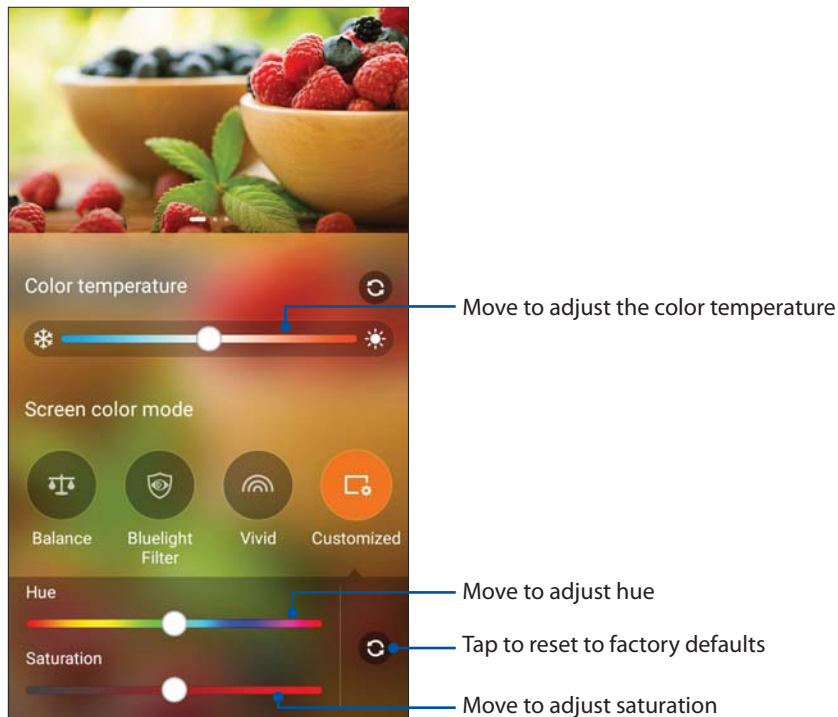 Color temperature
Move to adjust the color temperature
Screen color mode
Balance
Bluelight
Filter
Vivid
Customized
Hue
Move to adjust hue
Tap to reset to factory defaults
Saturation
Move to adjust saturation